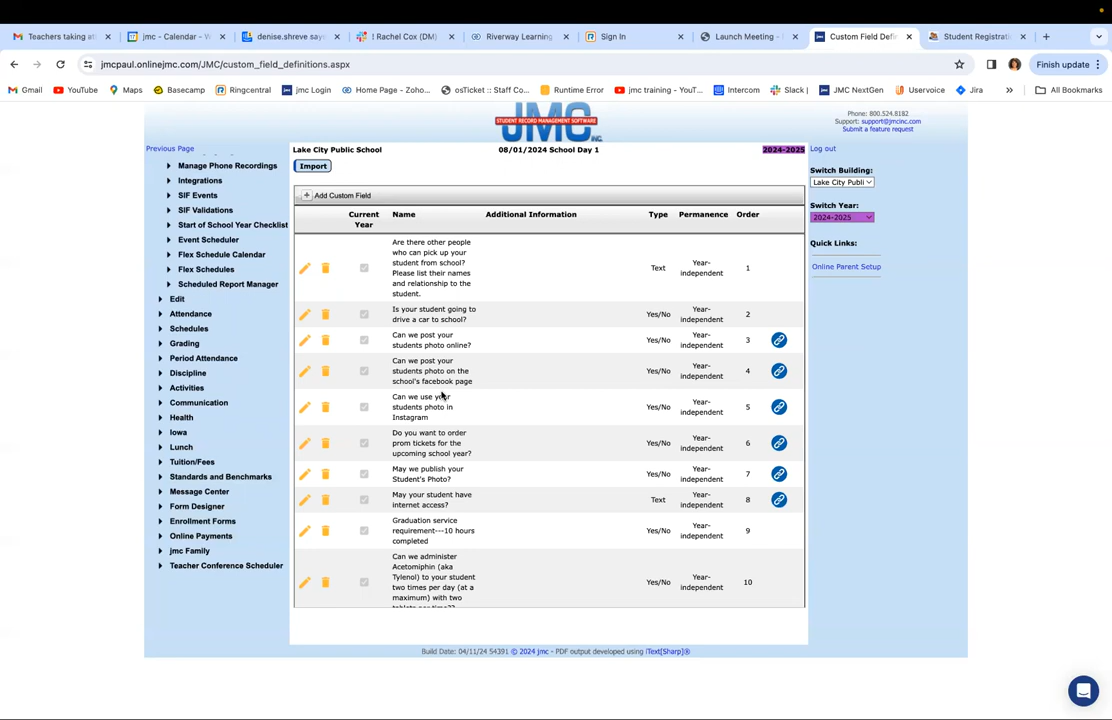 Teachers taking at
jmc - Calendar - W
denise.shreve saye
! Rachel Cox (DM)
Riverway Learning
Sign In
Launch Meeting -
Custom Field Defi
Student Registrati
jmcpaul.onlinejmc.com/JMC/custom_field_definitions.aspx
Finish update
Gmail
YouTube
Maps
Basecamp
Ringcentral
jmc Login
Home Page - Zoho...
osTicket :: Staff Co...
Runtime Error
jmc training - YouT...
Intercom
Slack |
JMC NextGen
Uservoice
Jira
»
All Bookmarks
STUDENT RECORD MANAGEMENT SOFTWARE
JMC INC.
Phone: 800.524.8182
Support: support@jmcinc.com
Submit a feature request
Previous Page
Lake City Public School
08/01/2024 School Day 1
2024-2025
Log out
Import
Switch Building:
Lake City Publi
Switch Year:
2024-2025
Quick Links:
Online Parent Setup
Manage Phone Recordings
Integrations
SIF Events
SIF Validations
Start of School Year Checklist
Event Scheduler
Flex Schedule Calendar
Flex Schedules
Scheduled Report Manager
Edit
Attendance
Schedules
Grading
Period Attendance
Discipline
Activities
Communication
Health
Iowa
Lunch
Tuition/Fees
Standards and Benchmarks
Message Center
Form Designer
Enrollment Forms
Online Payments
jmc Family
Teacher Conference Scheduler
+ Add Custom Field
Current
Year
Name
Additional Information
Type
Permanence
Order
Are there other people
who can pick up your
student from school?
Please list their names
and relationship to the
student.
Text
Year-
independent
1
Is your student going to
drive a car to school?
Yes/No
Year-
independent
2
Can we post your
students photo online?
Yes/No
Year-
independent
3
Can we post your
students photo on the
school's facebook page
Yes/No
Year-
independent
4
Can we use your
students photo in
Instagram
Yes/No
Year-
independent
5
Do you want to order
prom tickets for the
upcoming school year?
Yes/No
Year-
independent
6
May we publish your
Student's Photo?
Yes/No
Year-
independent
7
May your student have
internet access?
Text
Year-
independent
8
Graduation service
requirement---10 hours
completed
Yes/No
Year-
independent
9
Can we administer
Acetomiphin (aka
Tylenol) to your student
two times per day (at a
maximum) with two
tablets per time??
Yes/No
Year-
independent
10
Build Date: 04/11/24 54391 © 2024 jmc - PDF output developed using iText[Sharp]®